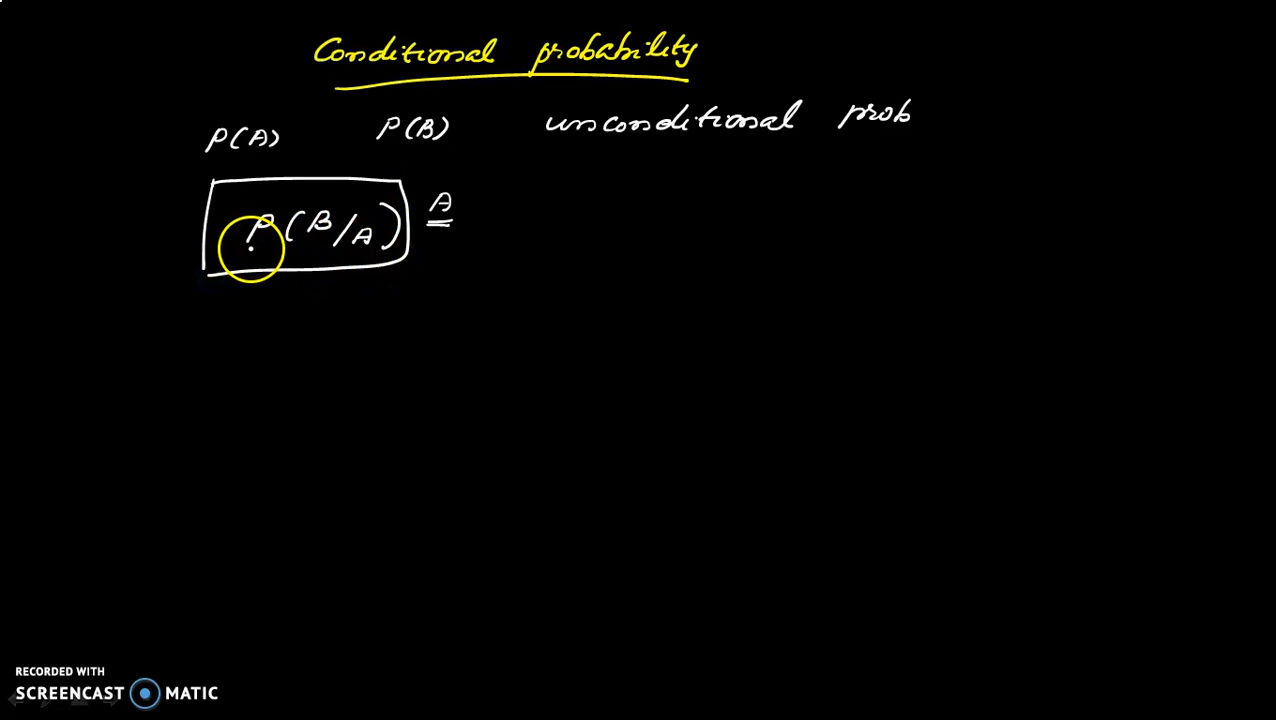 Conditional probability
P(A) P(B) unconditional prob
P(B/A) A
RECORDED WITH
SCREENCAST MATIC